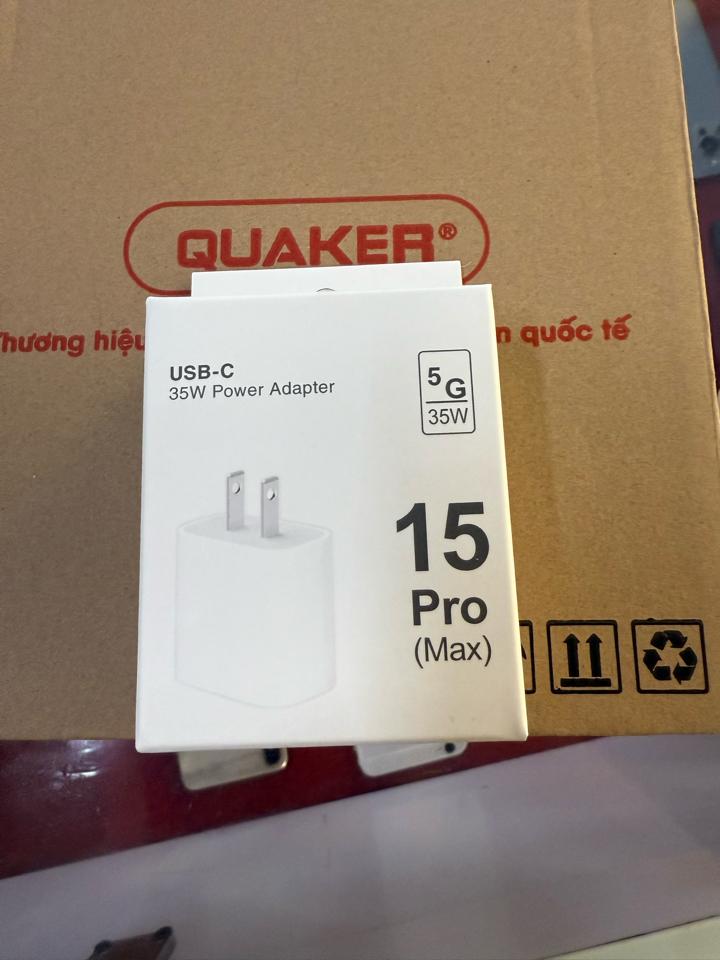 QUAKER®
Thương hiệu
quốc tế
USB-C
35W Power Adapter
5G
35W
15
Pro
(Max)